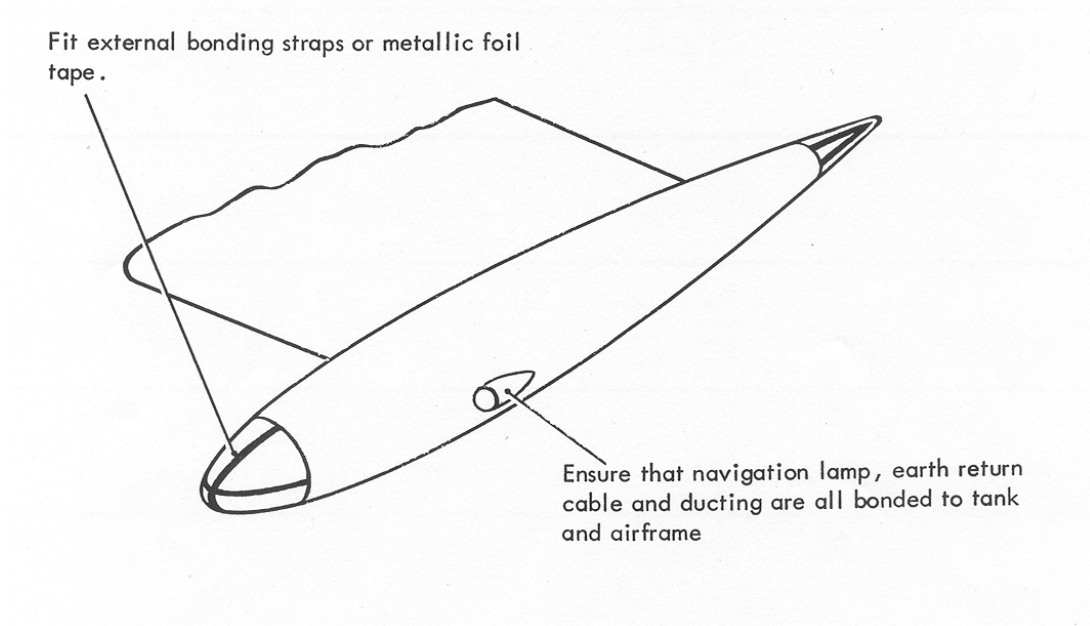 Fit external bonding straps or metallic foil
tape.
Ensure that navigation lamp, earth return
cable and ducting are all bonded to tank
and airframe